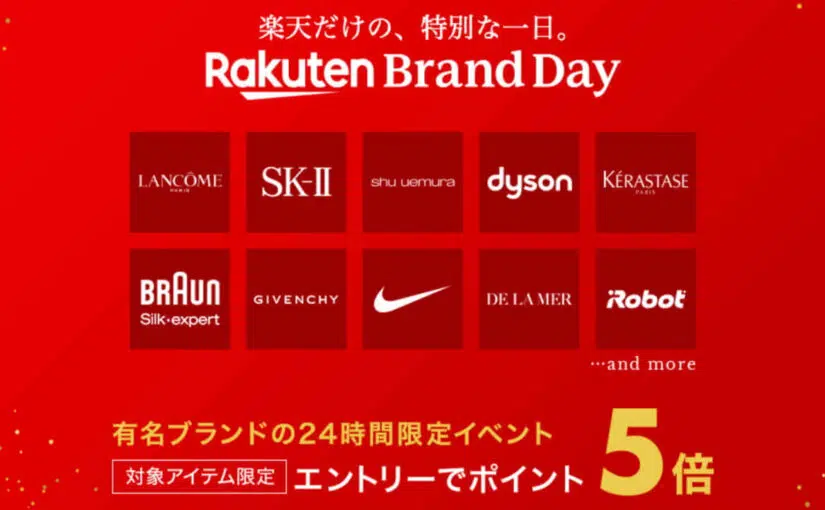 楽天だけの、特別な一日。
Rakuten Brand Day
LANCÔME
PARIS
SK-II
shu uemura
dyson
KÉRASTASE
PARIS
BRAUN
Silk·expert
GIVENCHY
DE LA MER
iRobot
…and more
有名ブランドの24時間限定イベント
対象アイテム限定 エントリーでポイント5倍